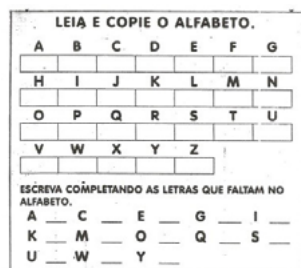 LEIA E COPIE O ALFABETO.
A B C D E F G
H I J K L M N
O P Q R S T U
V W X Y Z
ESCREVA COMPLETANDO AS LETRAS QUE FALTAM NO
ALFABETO.
A __ C __ E __ G __ I __
K __ M __ O __ Q __ S __
U __ W __ Y __